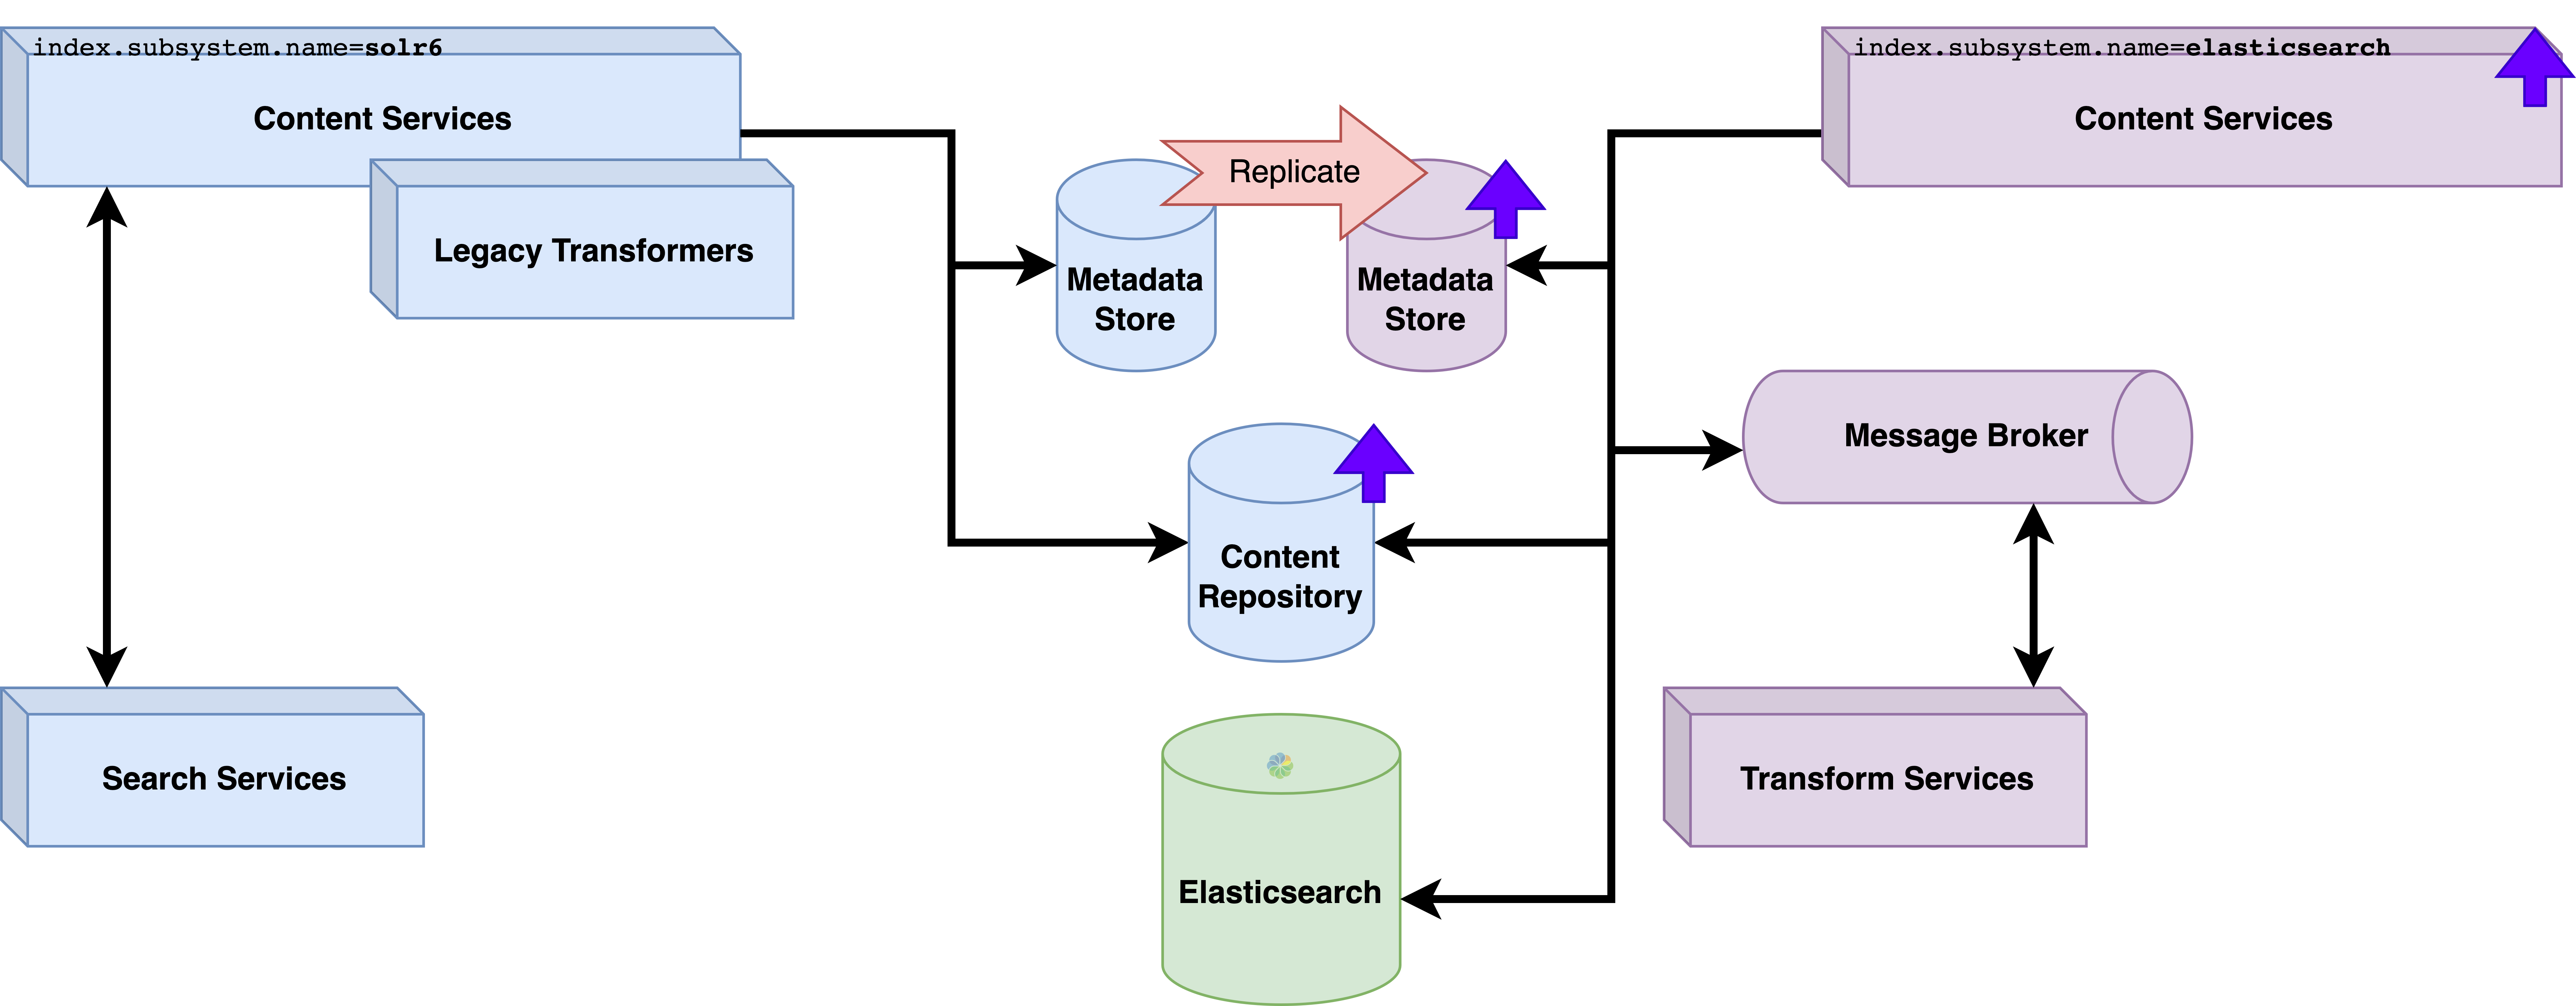 index.subsystem.name=solr6
Content Services
Legacy Transformers
Search Services
Replicate
Metadata
Store
Metadata
Store
Content
Repository
Elasticsearch
index.subsystem.name=elasticsearch
Content Services
Message Broker
Transform Services